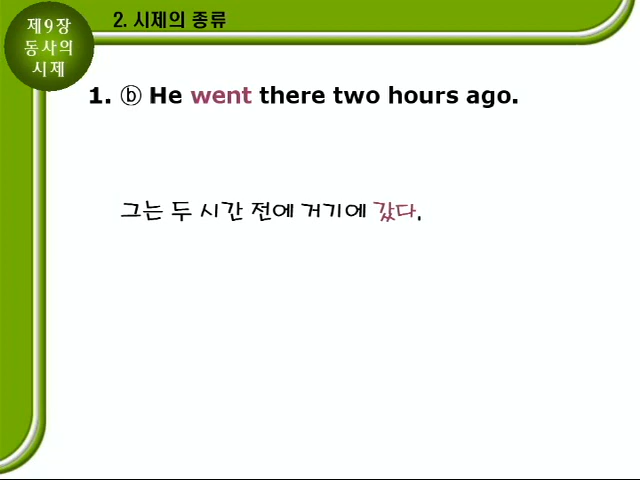 제9장
동사의
시제
2. 시제의 종류
1. ⓑ He went there two hours ago.
그는 두 시간 전에 거기에 갔다.